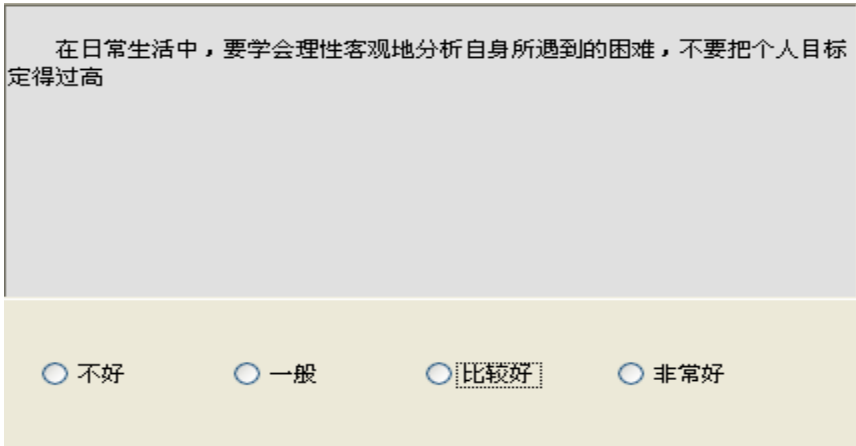 在日常生活中，要学会理性客观地分析自身所遇到的困难，不要把个人目标
定得过高
不好 一般 比较好 非常好